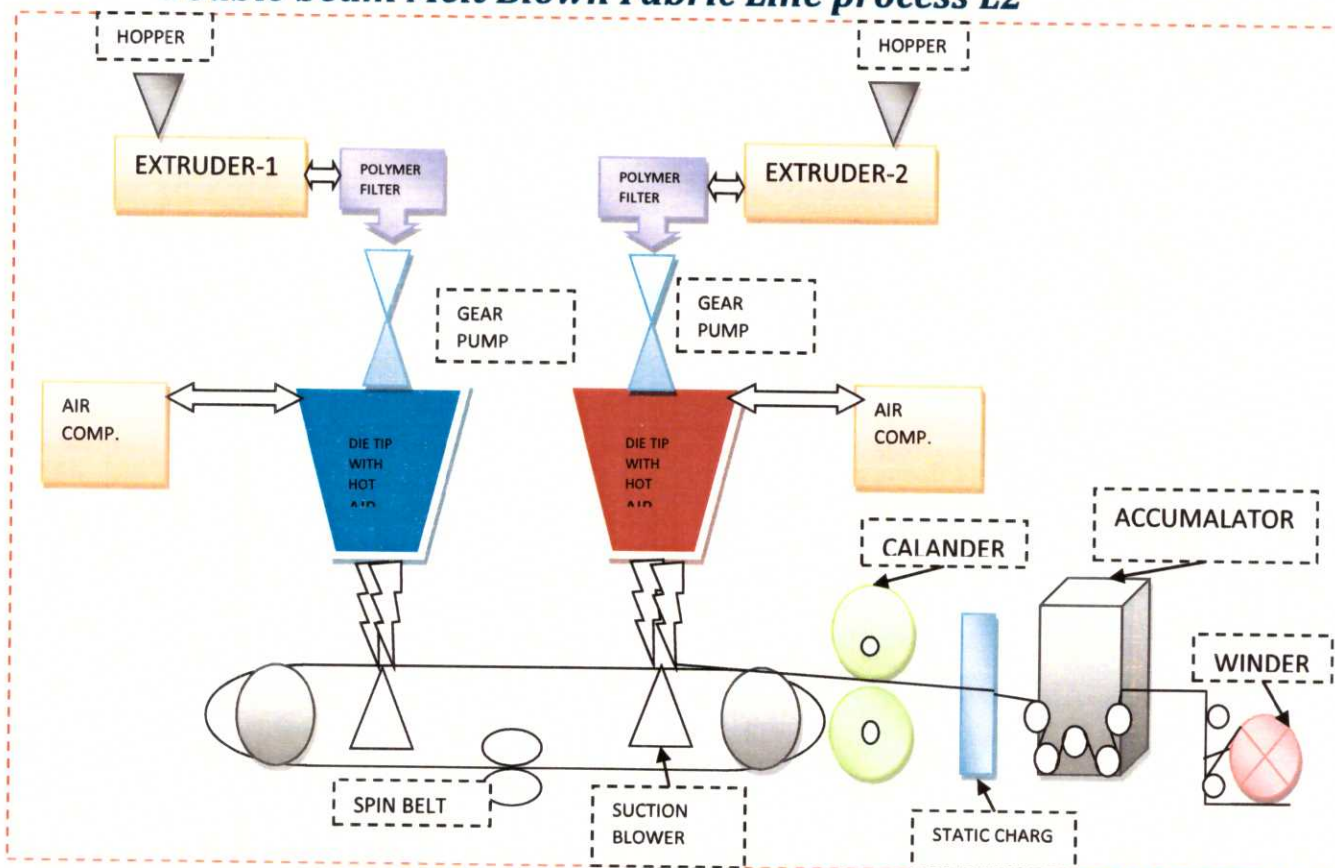 Melt Blown Fabric Line process L2
HOPPER
HOPPER
EXTRUDER-1
POLYMER
FILTER
POLYMER
FILTER
EXTRUDER-2
GEAR
PUMP
GEAR
PUMP
AIR
COMP.
DIE TIP
WITH
HOT
AIR
DIE TIP
WITH
HOT
AIR
AIR
COMP.
CALANDER
ACCUMALATOR
WINDER
SPIN BELT
SUCTION
BLOWER
STATIC CHARG